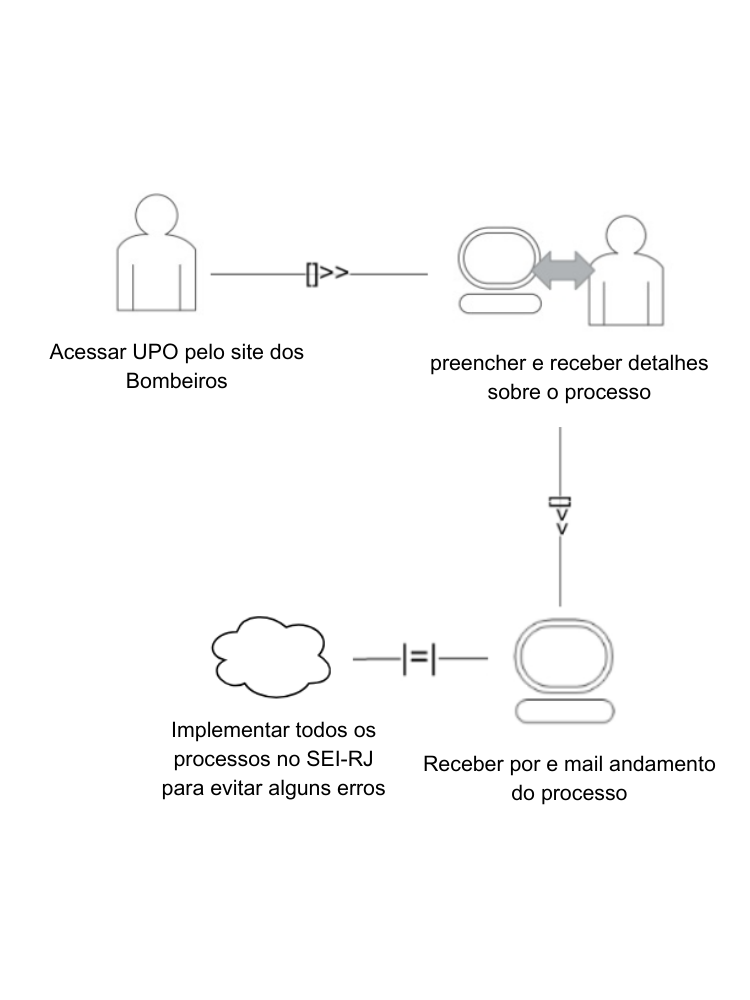 []>>
Acessar UPO pelo site dos
Bombeiros
preencher e receber detalhes
sobre o processo
[]>>
|=|
Implementar todos os
processos no SEI-RJ
para evitar alguns erros
Receber por e mail andamento
do processo